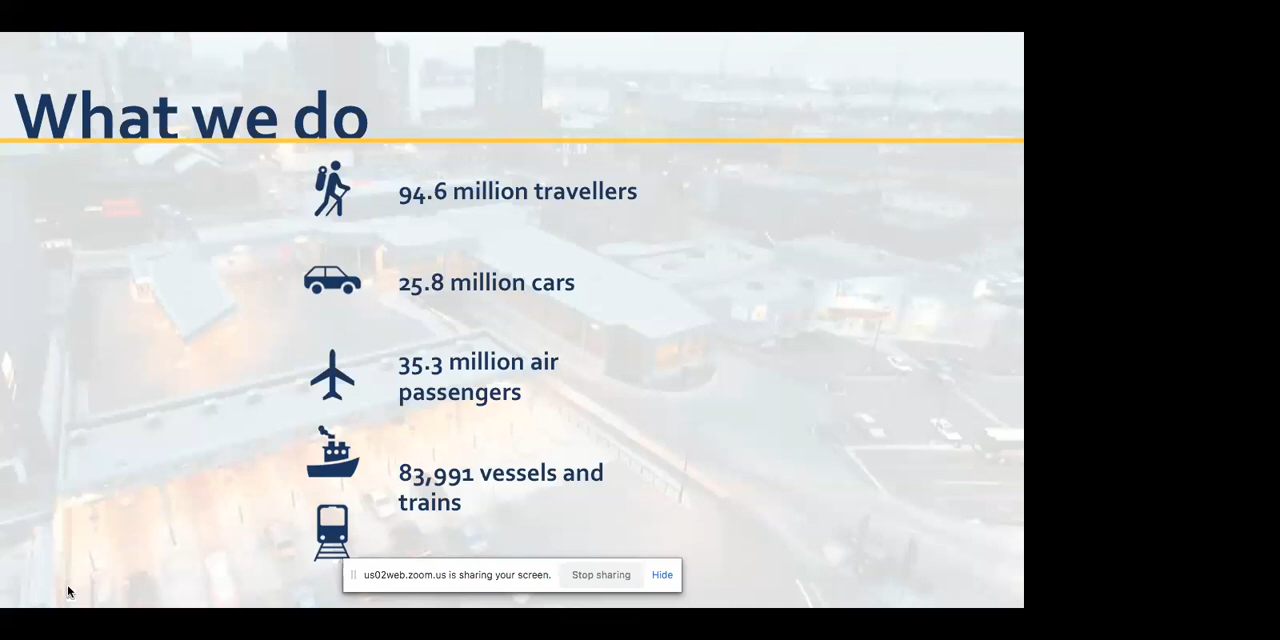 What we do
94.6 million travellers
25.8 million cars
35.3 million air
passengers
83,991 vessels and
trains
us02web.zoom.us is sharing your screen. Stop sharing Hide